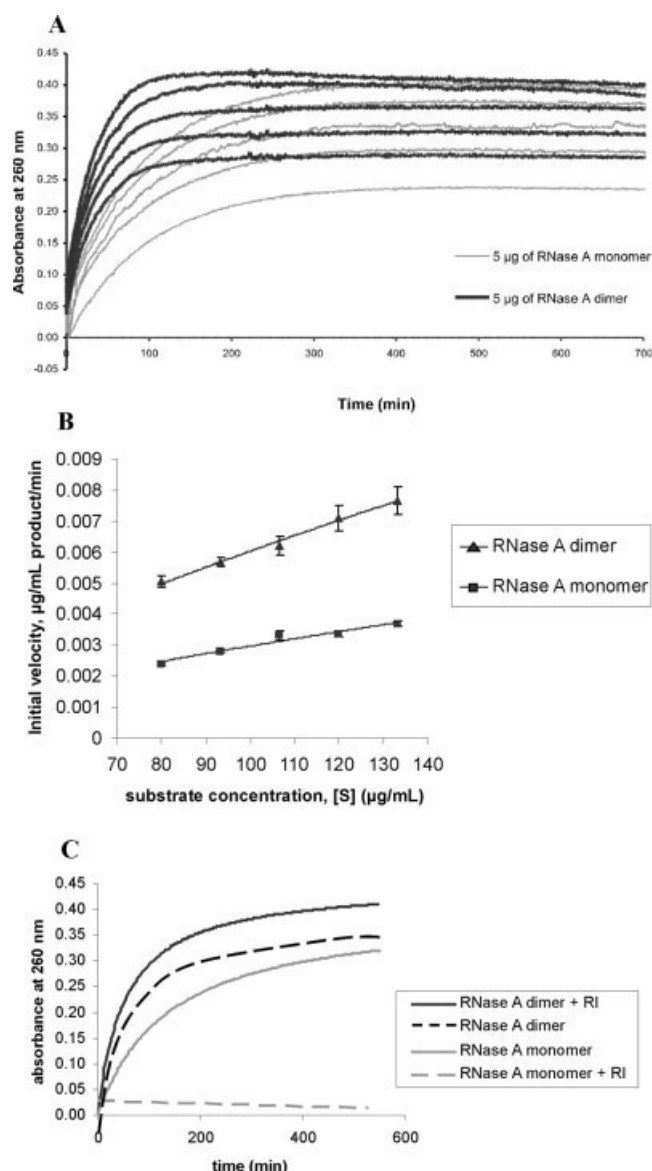 A
Absorbance at 260 nm
0.45
0.40
0.35
0.30
0.25
0.20
0.15
0.10
0.05
0.00
-0.05
0 100 200 300 400 500 600 700
5 µg of RNase A monomer
5 µg of RNase A dimer
Time (min)
B
Initial velocity, µg/mL product/min
0.009
0.008
0.007
0.006
0.005
0.004
0.003
0.002
0.001
0
70 80 90 100 110 120 130 140
substrate concentration, [S] (µg/mL)
RNase A dimer
RNase A monomer
C
absorbance at 260 nm
0.45
0.40
0.35
0.30
0.25
0.20
0.15
0.10
0.05
0.00
0 200 400 600
time (min)
RNase A dimer + RI
RNase A dimer
RNase A monomer
RNase A monomer + RI